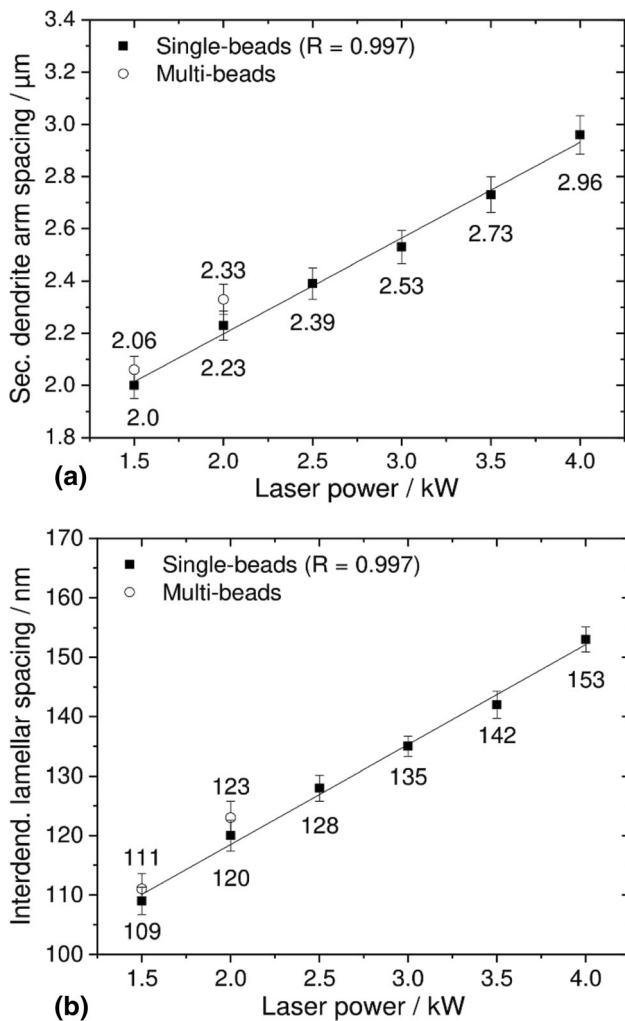 3.4
3.2
3.0
2.8
2.6
2.4
2.2
2.0
1.8
Sec. dendrite arm spacing / µm
Single-beads (R = 0.997)
Multi-beads
2.06
2.0
2.33
2.23
2.39
2.53
2.73
2.96
1.5 2.0 2.5 3.0 3.5 4.0
Laser power / kW
(a)
170
160
150
140
130
120
110
100
Interdend. lamellar spacing / nm
Single-beads (R = 0.997)
Multi-beads
111
109
123
120
128
135
142
153
1.5 2.0 2.5 3.0 3.5 4.0
Laser power / kW
(b)